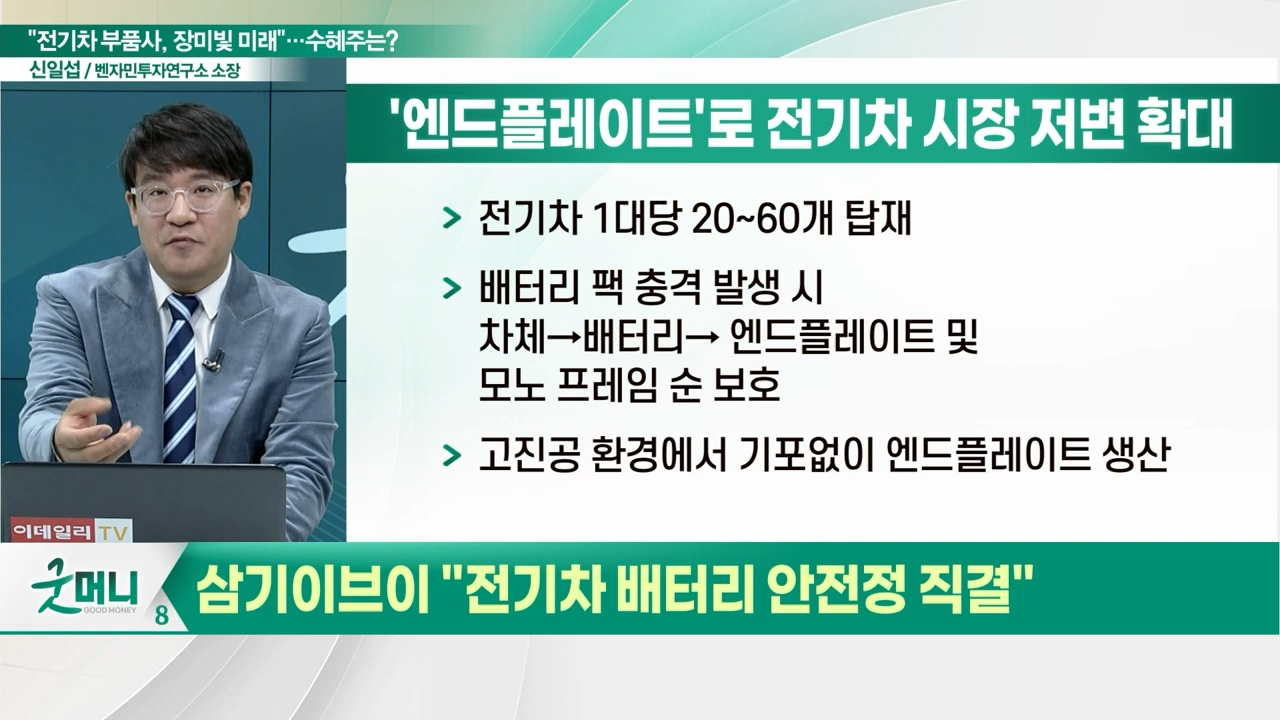 "전기차 부품사, 장미빛 미래"…수혜주는?
신일섭 / 벤자민투자연구소 소장
'엔드플레이트'로 전기차 시장 저변 확대
> 전기차 1대당 20~60개 탑재
> 배터리 팩 충격 발생 시
차체→배터리→ 엔드플레이트 및
모노 프레임 순 보호
> 고진공 환경에서 기포없이 엔드플레이트 생산
이데일리TV
굿머니
GOOD MONEY
8
삼기이브이 "전기차 배터리 안전정 직결"